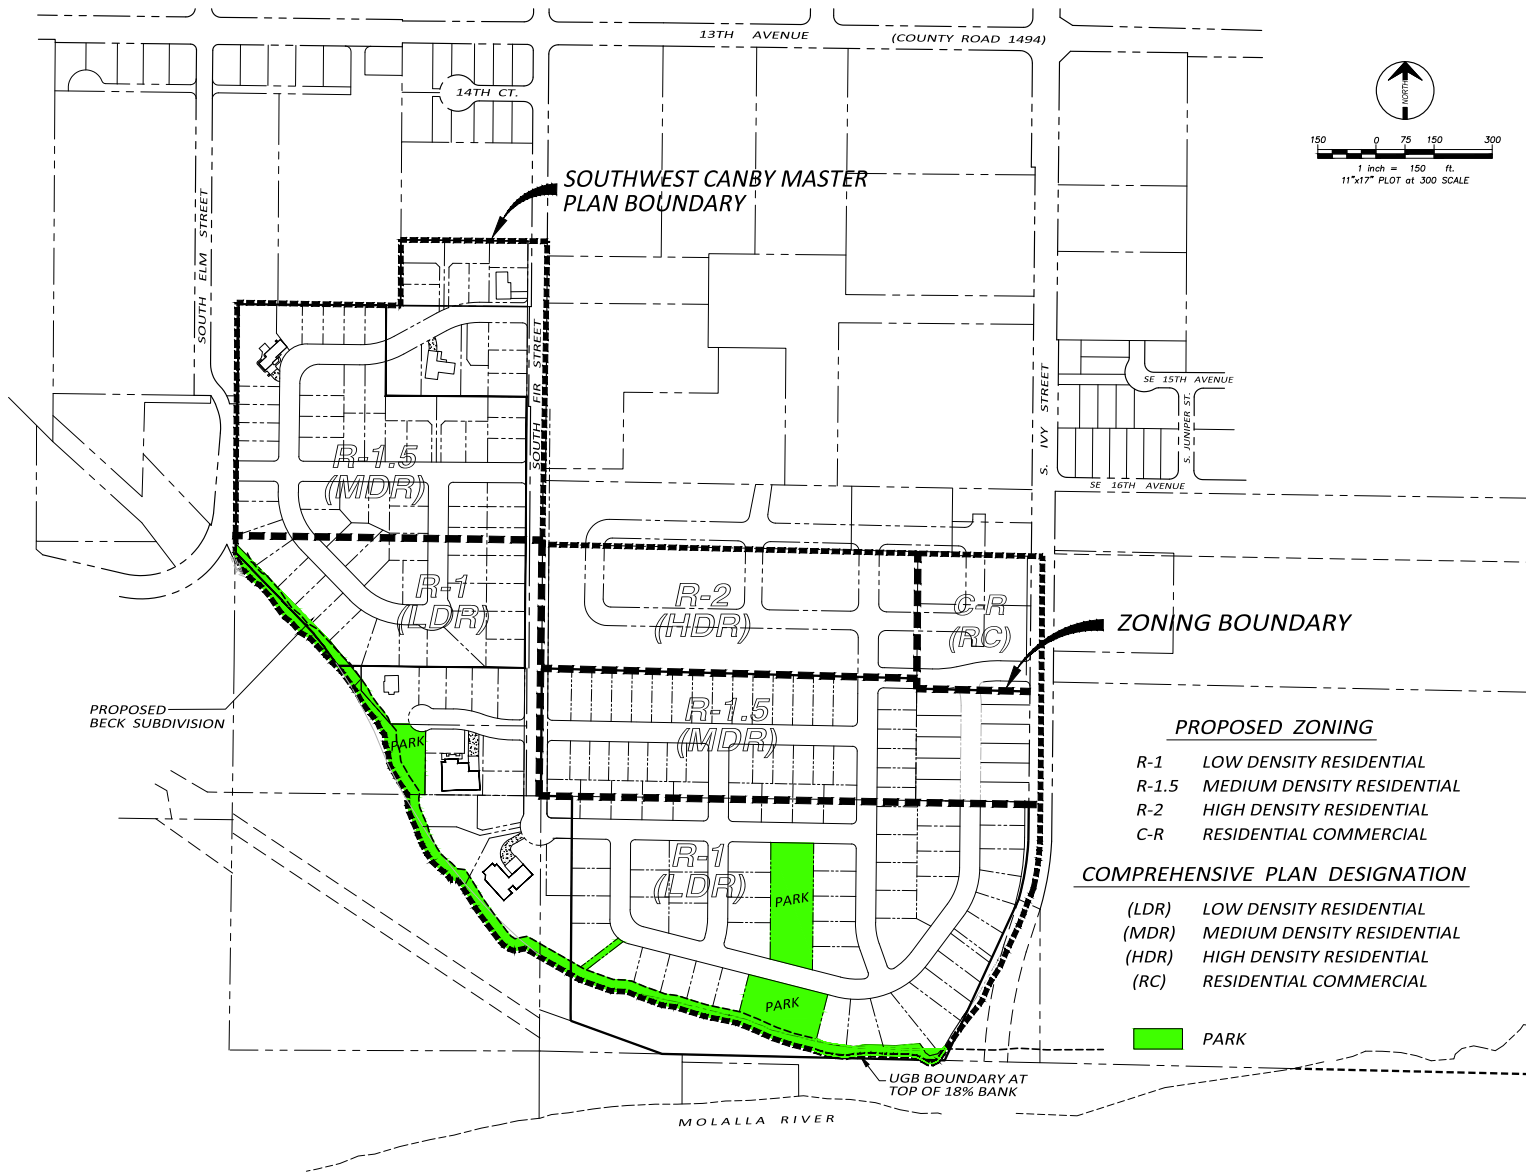 13TH AVENUE
(COUNTY ROAD 1494)
NORTH
150 0 75 150 300
1 inch = 150 ft.
11"x17" PLOT at 300 SCALE
14TH CT.
SOUTHWEST CANBY MASTER
PLAN BOUNDARY
SOUTH ELM STREET
SOUTH FIR STREET
S. IVY STREET
SE 15TH AVENUE
S. JUNIPER ST.
SE 16TH AVENUE
R-1.5
(MDR)
R-1
(LDR)
R-2
(HDR)
C-R
(RC)
ZONING BOUNDARY
PROPOSED
BECK SUBDIVISION
PARK
R-1.5
(MDR)
R-1
(LDR)
PARK
PARK
PROPOSED ZONING
R-1 LOW DENSITY RESIDENTIAL
R-1.5 MEDIUM DENSITY RESIDENTIAL
R-2 HIGH DENSITY RESIDENTIAL
C-R RESIDENTIAL COMMERCIAL
COMPREHENSIVE PLAN DESIGNATION
(LDR) LOW DENSITY RESIDENTIAL
(MDR) MEDIUM DENSITY RESIDENTIAL
(HDR) HIGH DENSITY RESIDENTIAL
(RC) RESIDENTIAL COMMERCIAL
PARK
UGB BOUNDARY AT
TOP OF 18% BANK
MOLALLA RIVER